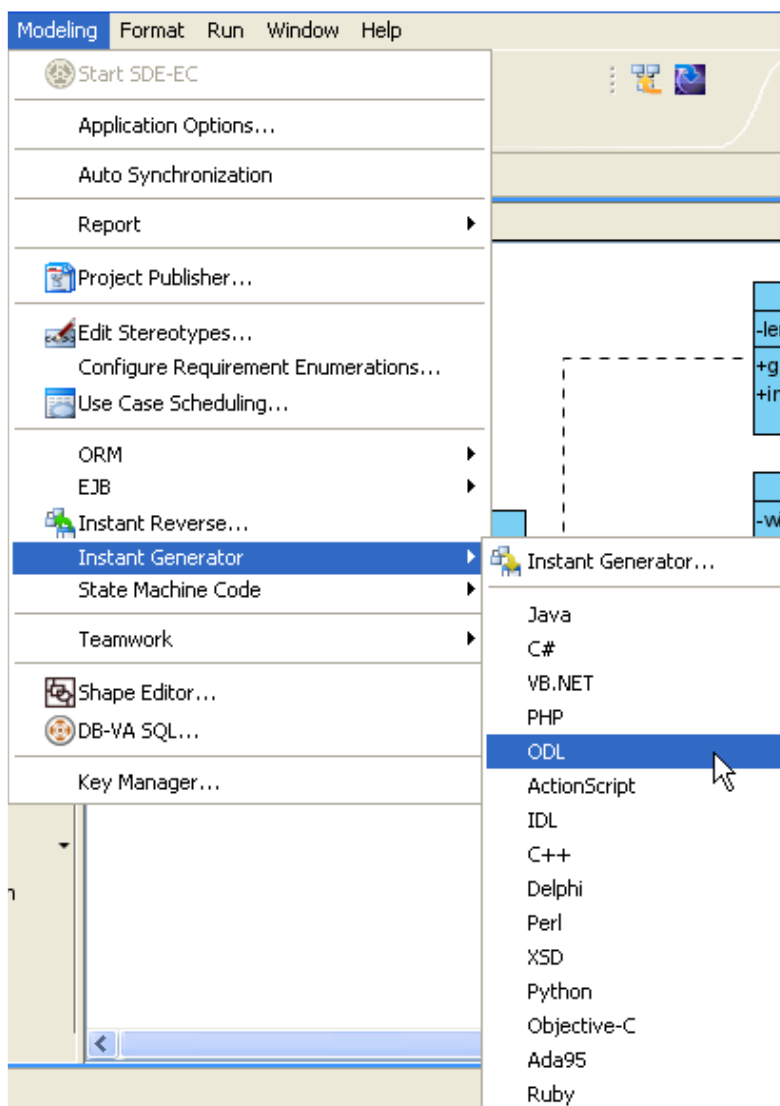 Modeling Format Run Window Help
Start SDE-EC
Application Options...
Auto Synchronization
Report
Project Publisher...
Edit Stereotypes...
Configure Requirement Enumerations...
Use Case Scheduling...
ORM
EJB
Instant Reverse...
Instant Generator
State Machine Code
Teamwork
Shape Editor...
DB-VA SQL...
Key Manager...
Instant Generator...
Java
C#
VB.NET
PHP
ODL
ActionScript
IDL
C++
Delphi
Perl
XSD
Python
Objective-C
Ada95
Ruby